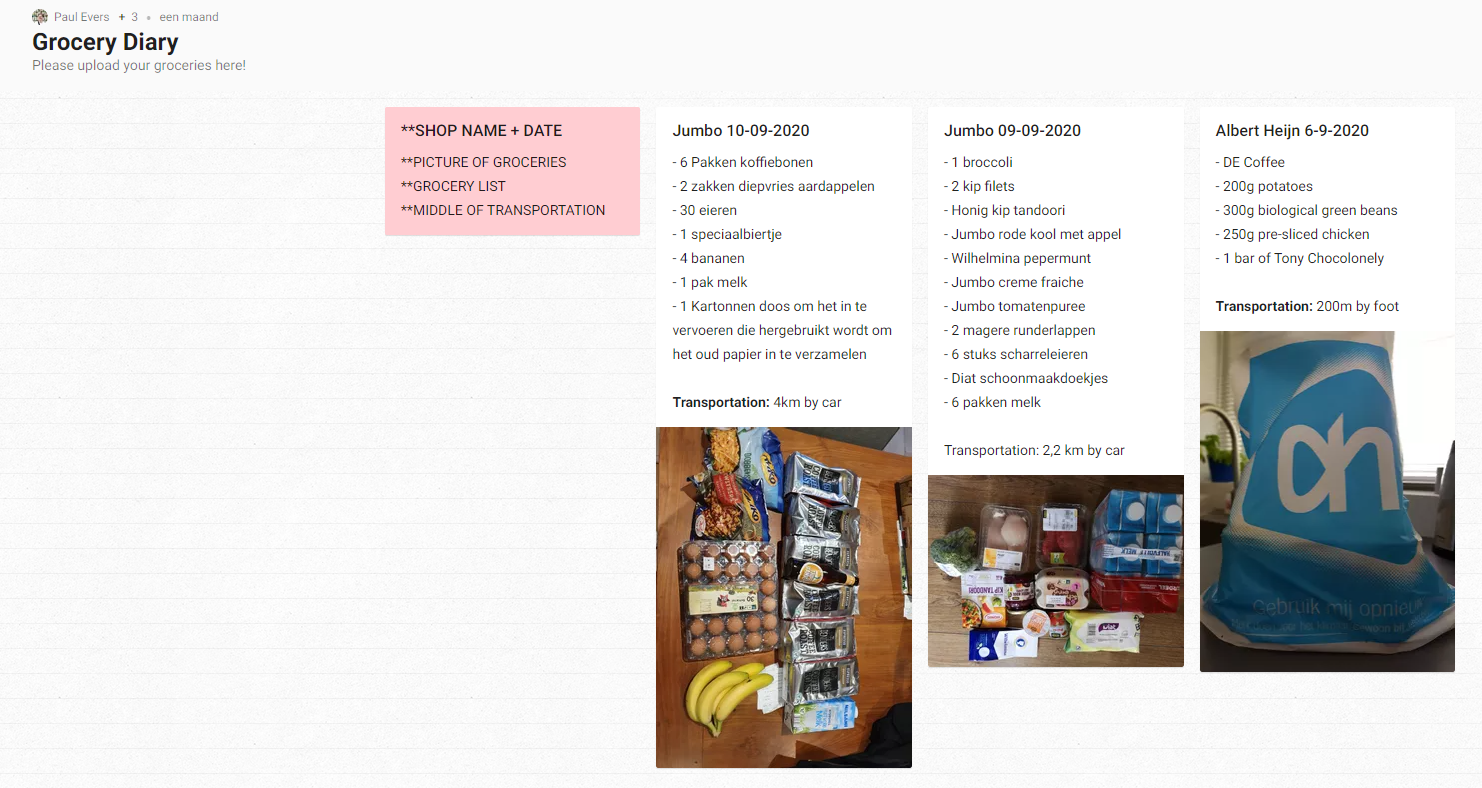 Paul Evers + 3 • een maand
Grocery Diary
Please upload your groceries here!
**SHOP NAME + DATE
**PICTURE OF GROCERIES
**GROCERY LIST
**MIDDLE OF TRANSPORTATION
Jumbo 10-09-2020
- 6 Pakken koffiebonen
- 2 zakken diepvries aardappelen
- 30 eieren
- 1 speciaalbiertje
- 4 bananen
- 1 pak melk
- 1 Kartonnen doos om het in te
vervoeren die hergebruikt wordt om
het oud papier in te verzamelen
Transportation: 4km by car
30
Jumbo 09-09-2020
- 1 broccoli
- 2 kip filets
- Honig kip tandoori
- Jumbo rode kool met appel
- Wilhelmina pepermunt
- Jumbo creme fraiche
- Jumbo tomatenpuree
- 2 magere runderlappen
- 6 stuks scharreleieren
- Diat schoonmaakdoekjes
- 6 pakken melk
Transportation: 2,2 km by car
HALFVOLLE MELK
KIP TANDOORI
Albert Heijn 6-9-2020
- DE Coffee
- 200g potatoes
- 300g biological green beans
- 250g pre-sliced chicken
- 1 bar of Tony Chocolonely
Transportation: 200m by foot
ah
Gebruik mij opnieuw